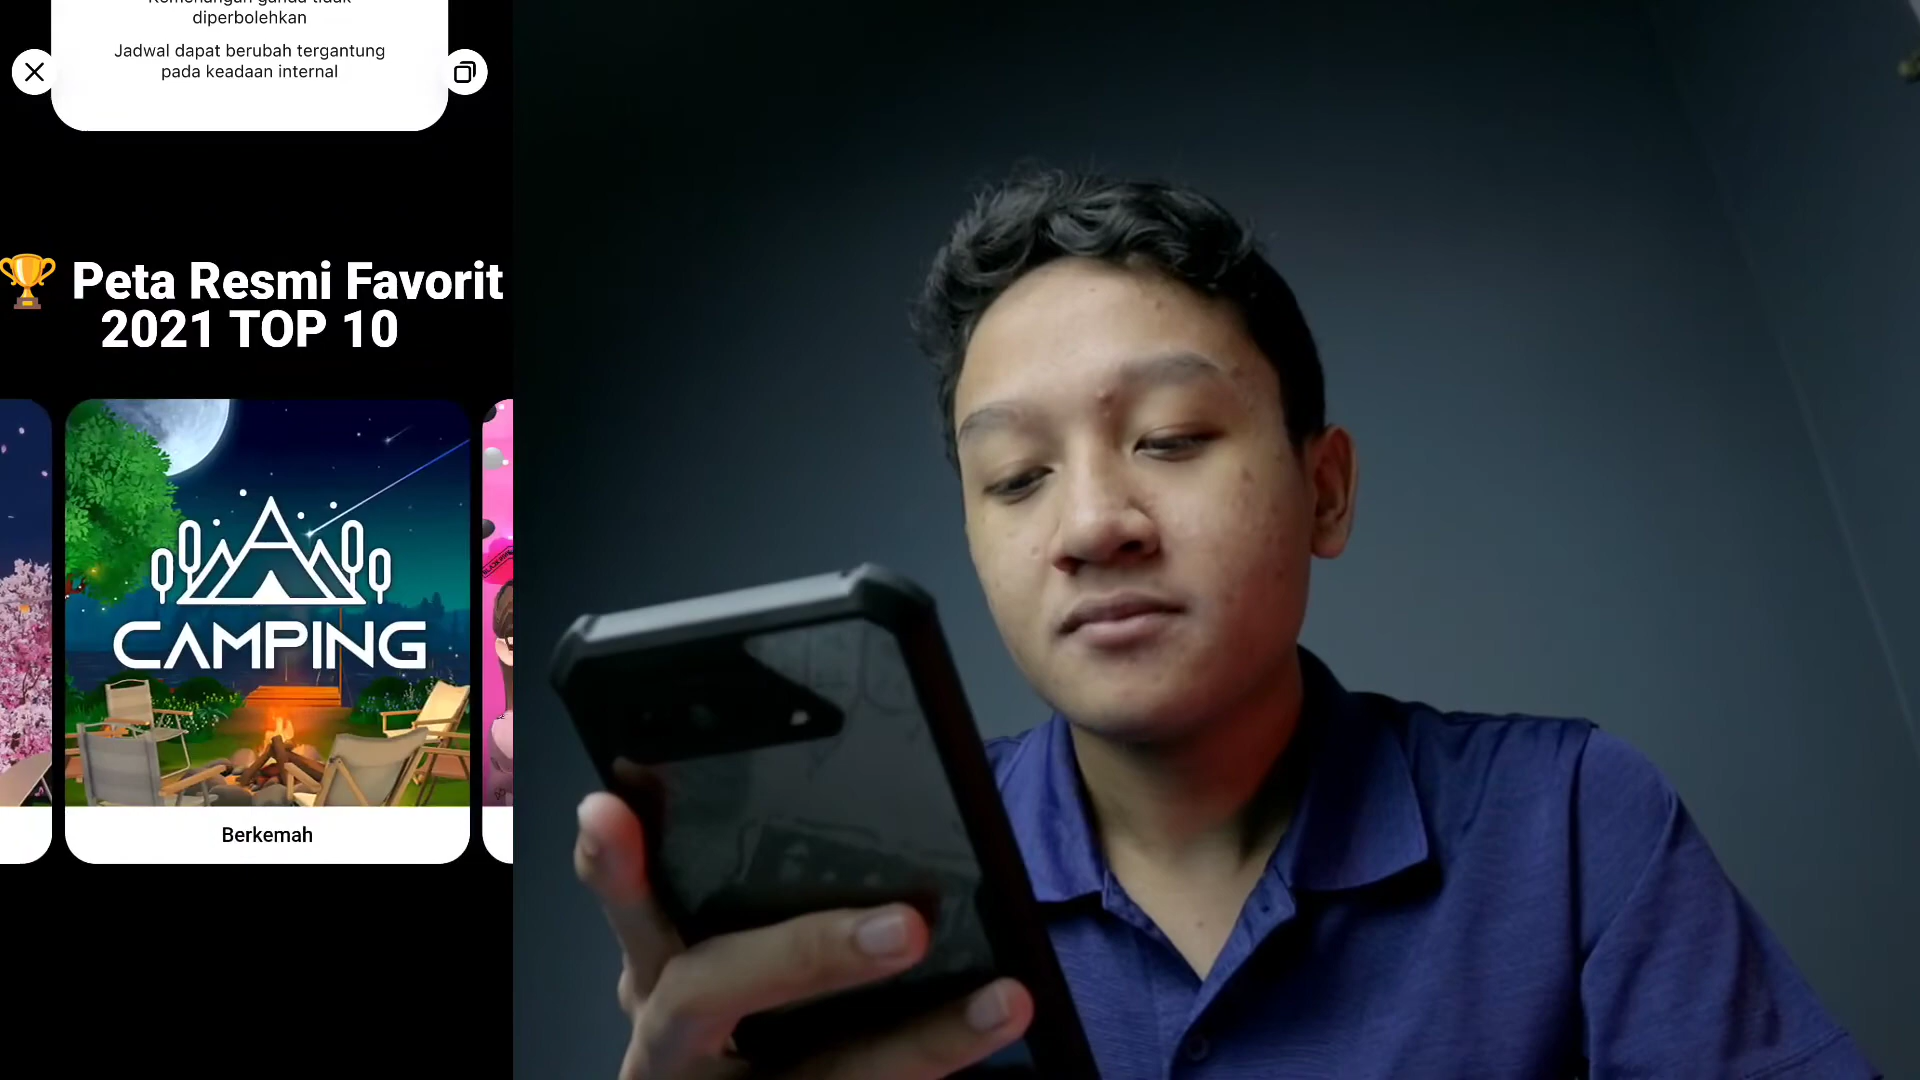 diperbolehkan
Jadwal dapat berubah tergantung
pada keadaan internal
🏆 Peta Resmi Favorit
2021 TOP 10
CAMPING
Berkemah